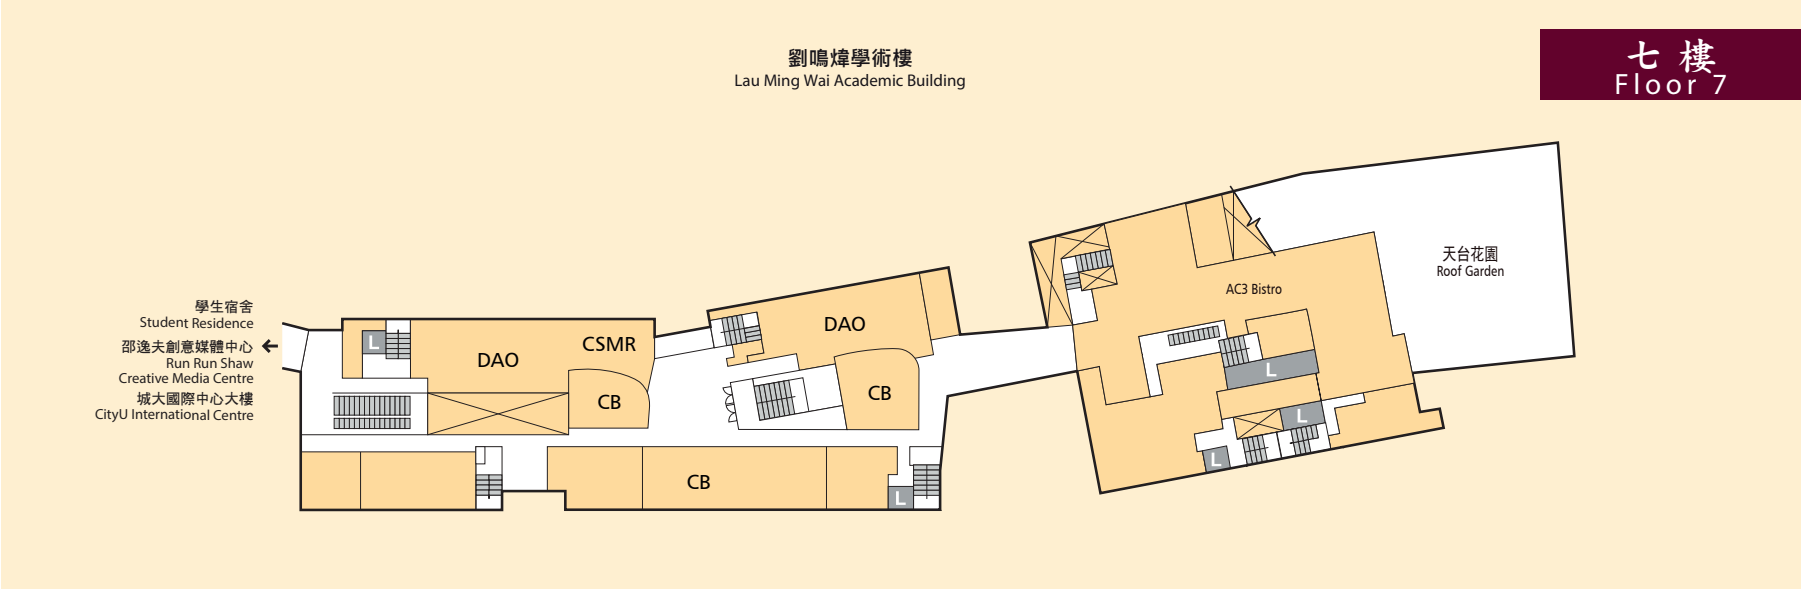 劉鳴煒學術樓
Lau Ming Wai Academic Building
七樓
Floor 7
天台花園
Roof Garden
AC3 Bistro
學生宿舍
Student Residence
邵逸夫創意媒體中心
Run Run Shaw
Creative Media Centre
城大國際中心大樓
CityU International Centre
L
DAO
CSMR
CB
DAO
CB
CB
L
L
L
L